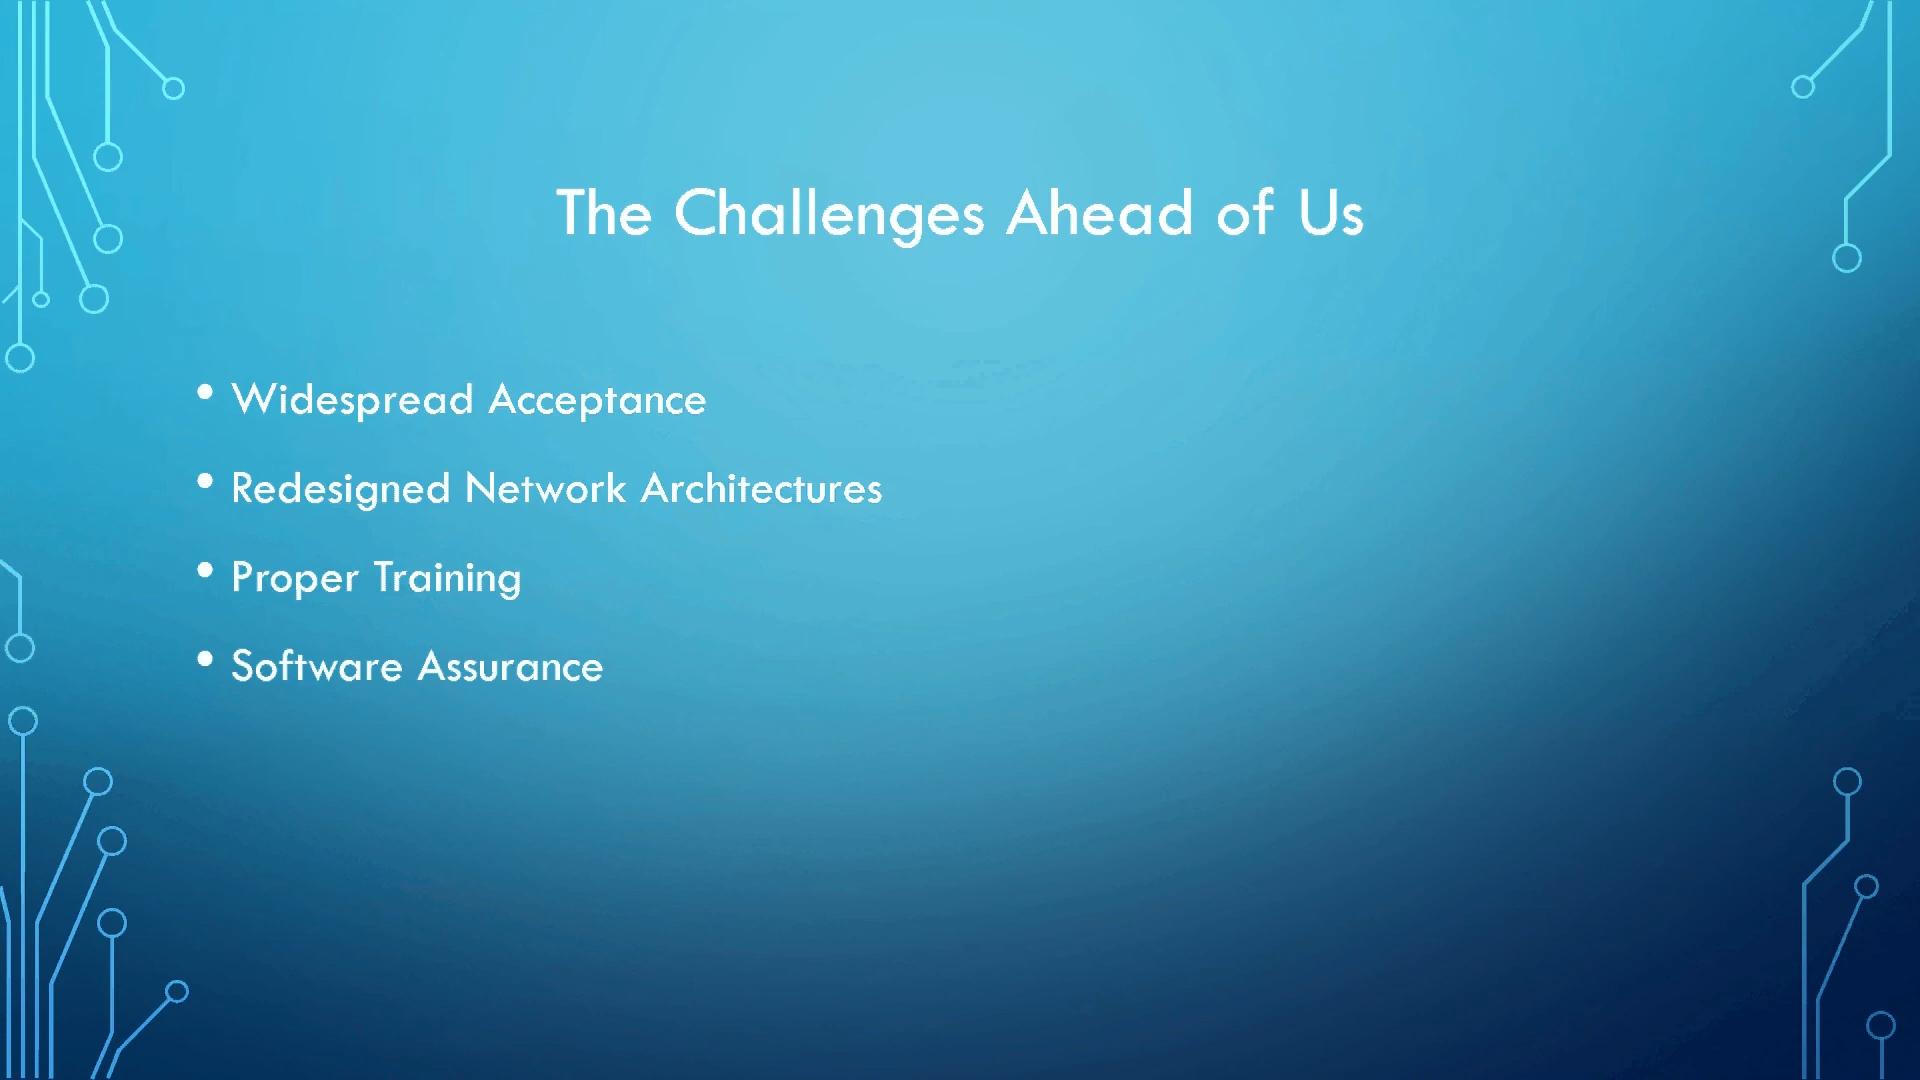 The Challenges Ahead of Us
• Widespread Acceptance
• Redesigned Network Architectures
• Proper Training
• Software Assurance